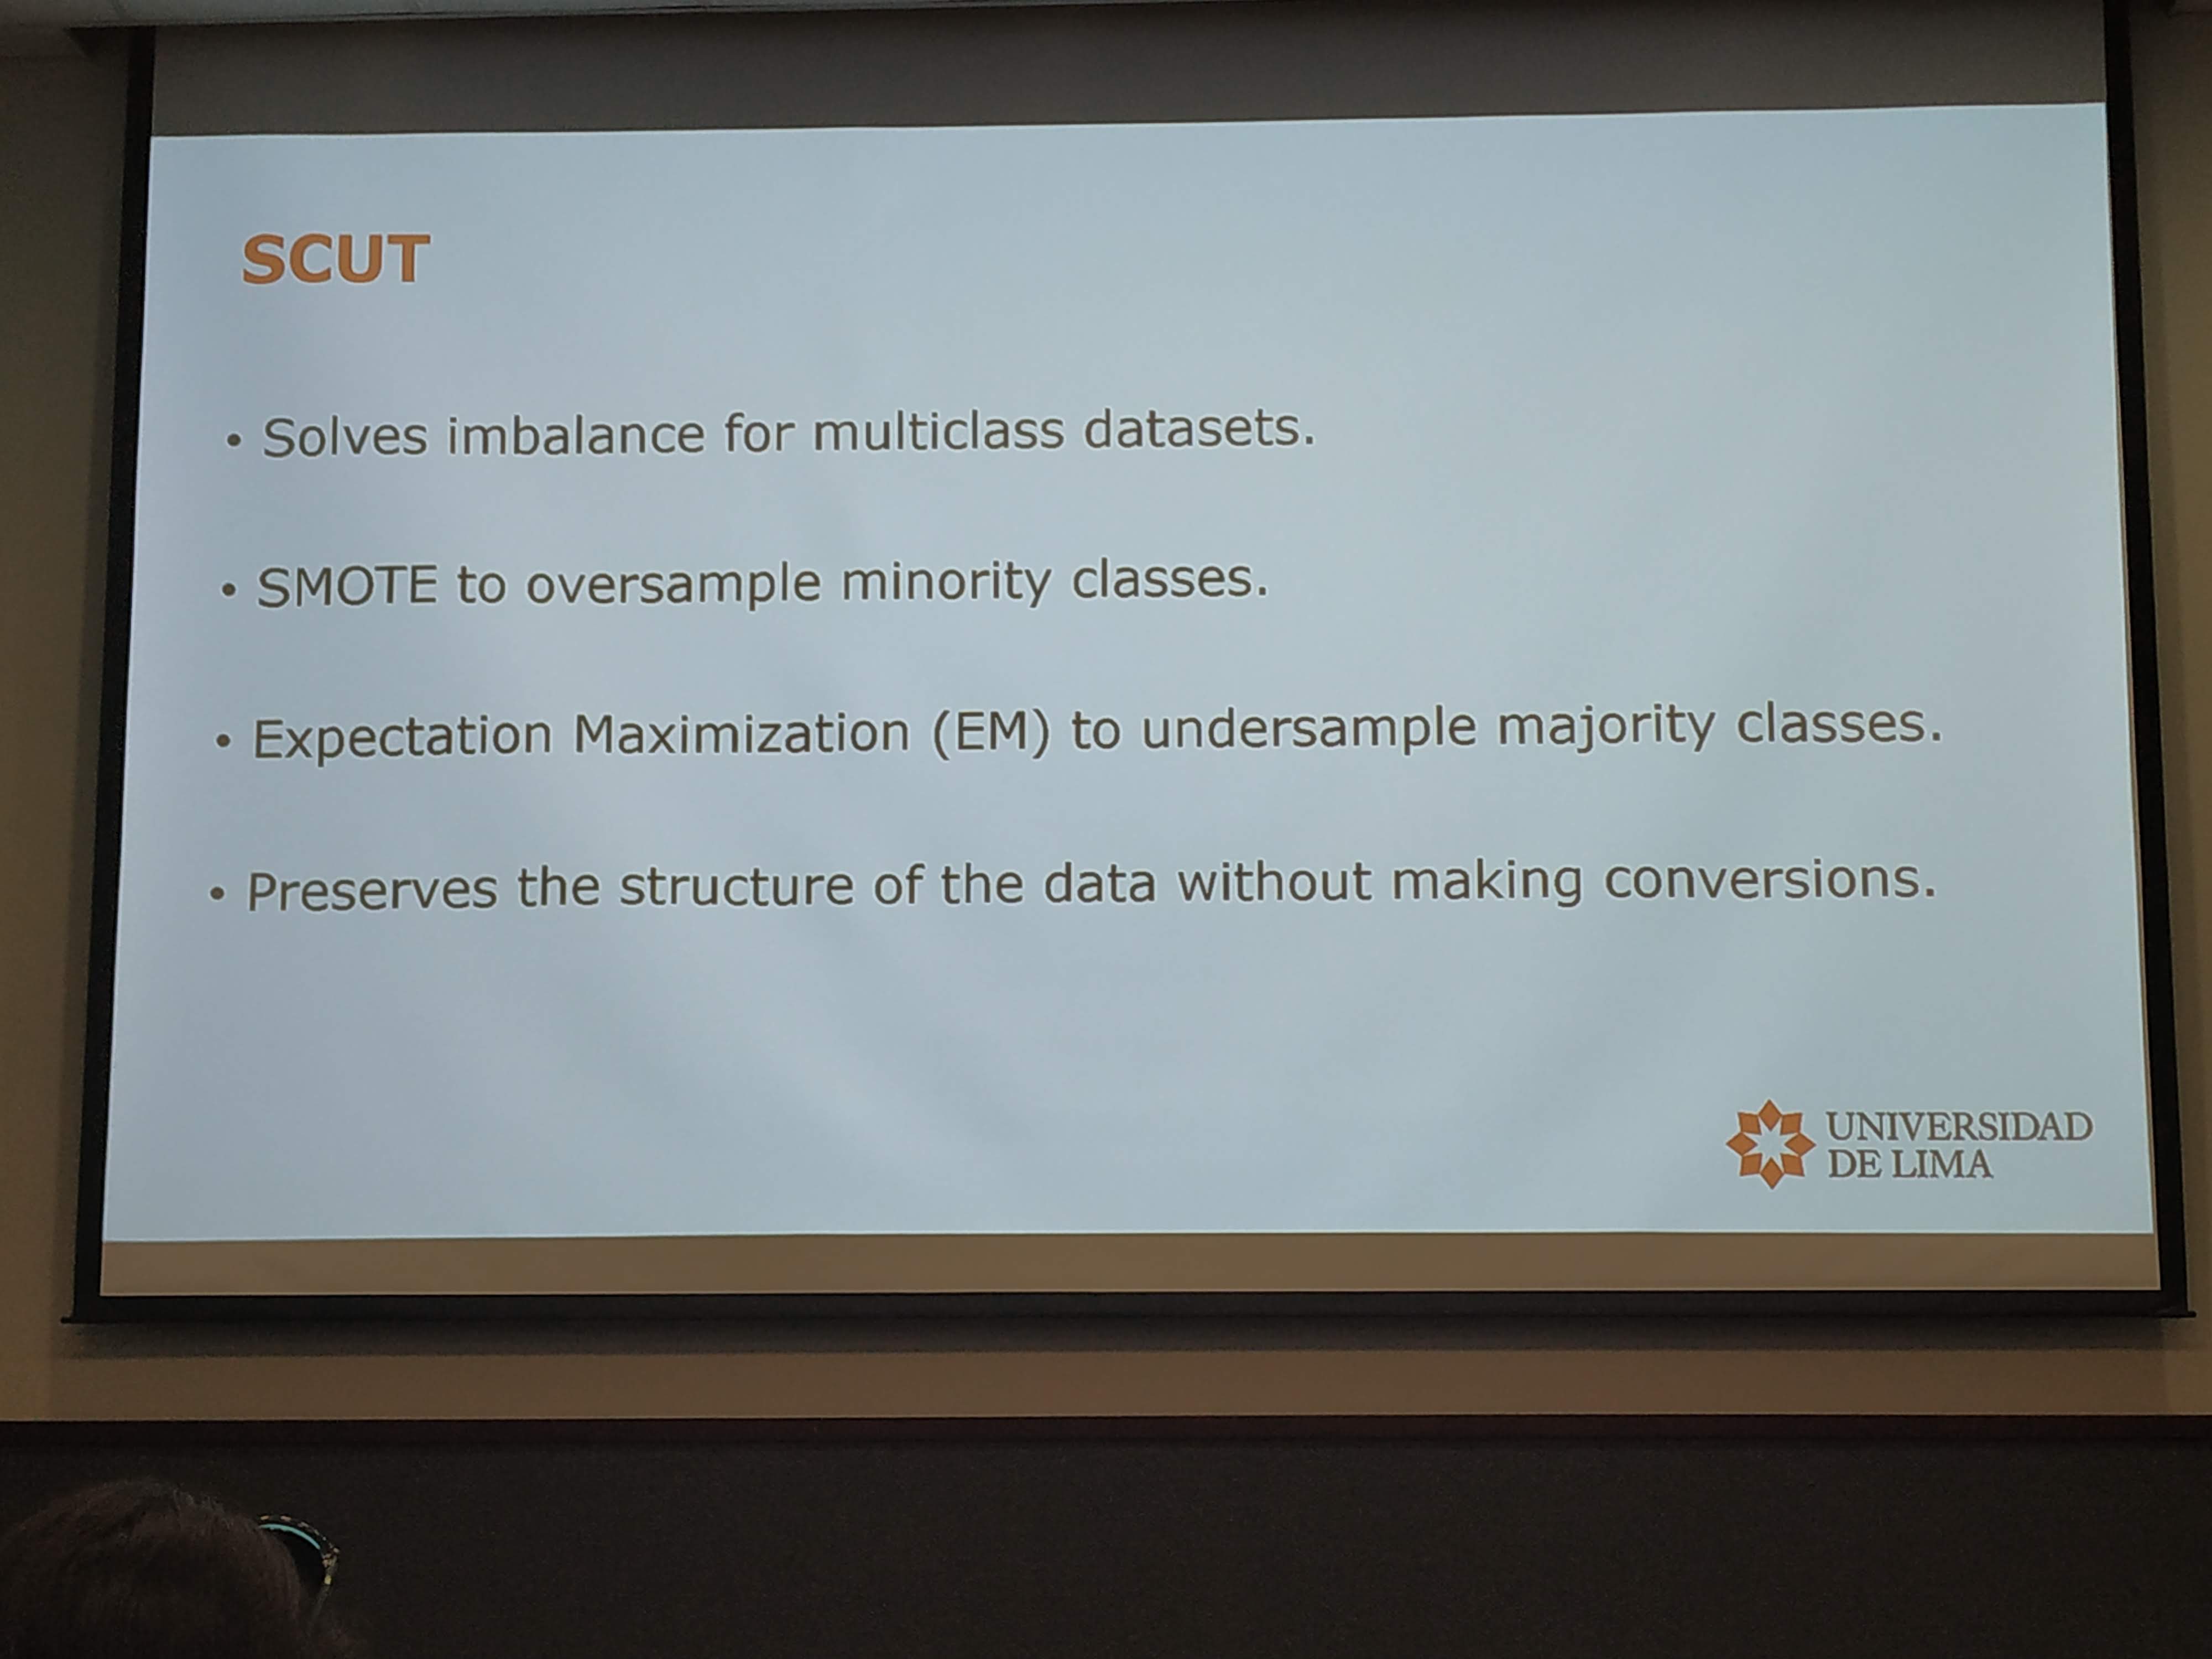 SCUT
• Solves imbalance for multiclass datasets.
• SMOTE to oversample minority classes.
• Expectation Maximization (EM) to undersample majority classes.
• Preserves the structure of the data without making conversions.
UNIVERSIDAD
DE LIMA